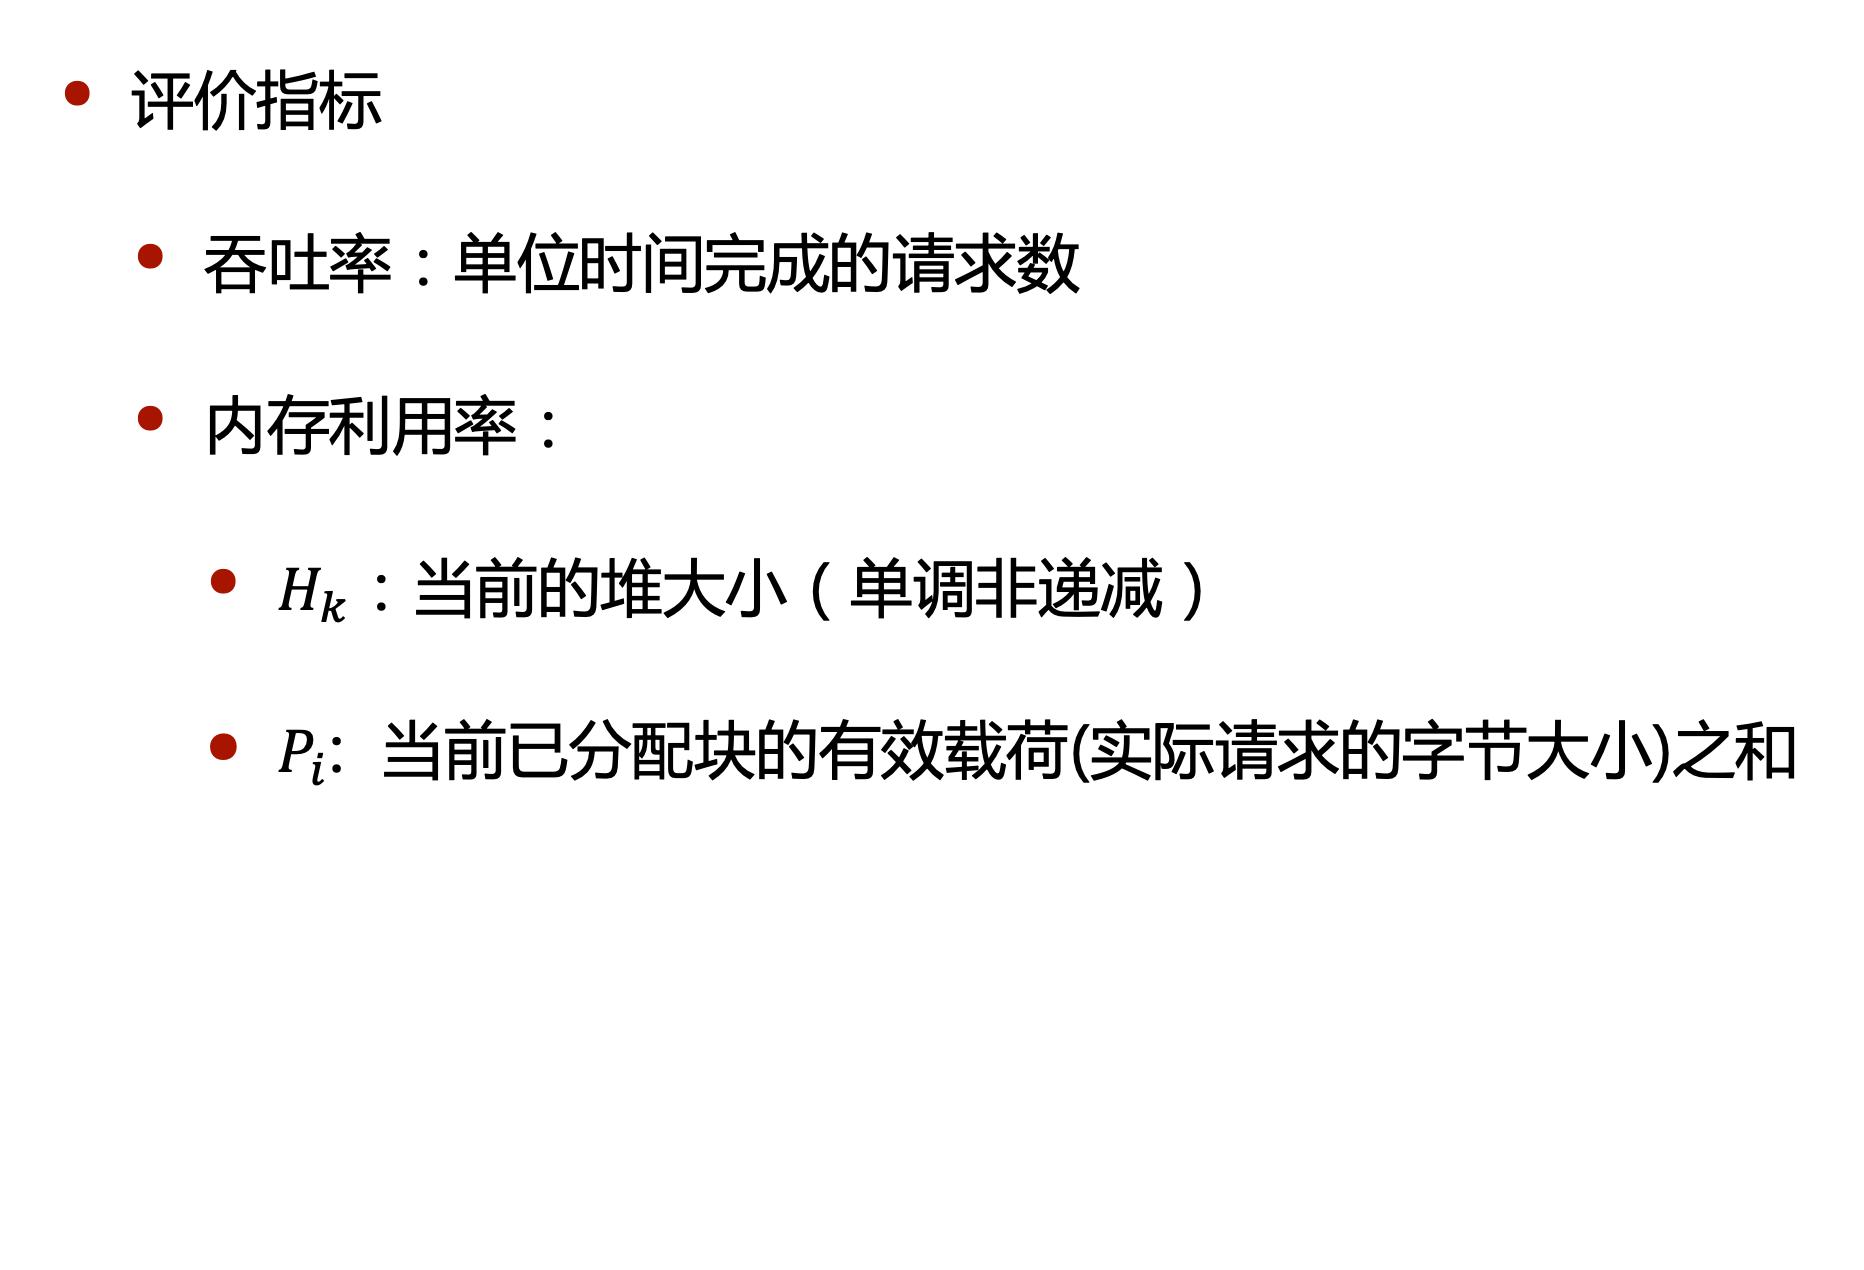 • 评价指标
• 吞吐率：单位时间完成的请求数
• 内存利用率：
• H_k：当前的堆大小（单调非递减）
• P_i: 当前已分配块的有效载荷(实际请求的字节大小)之和